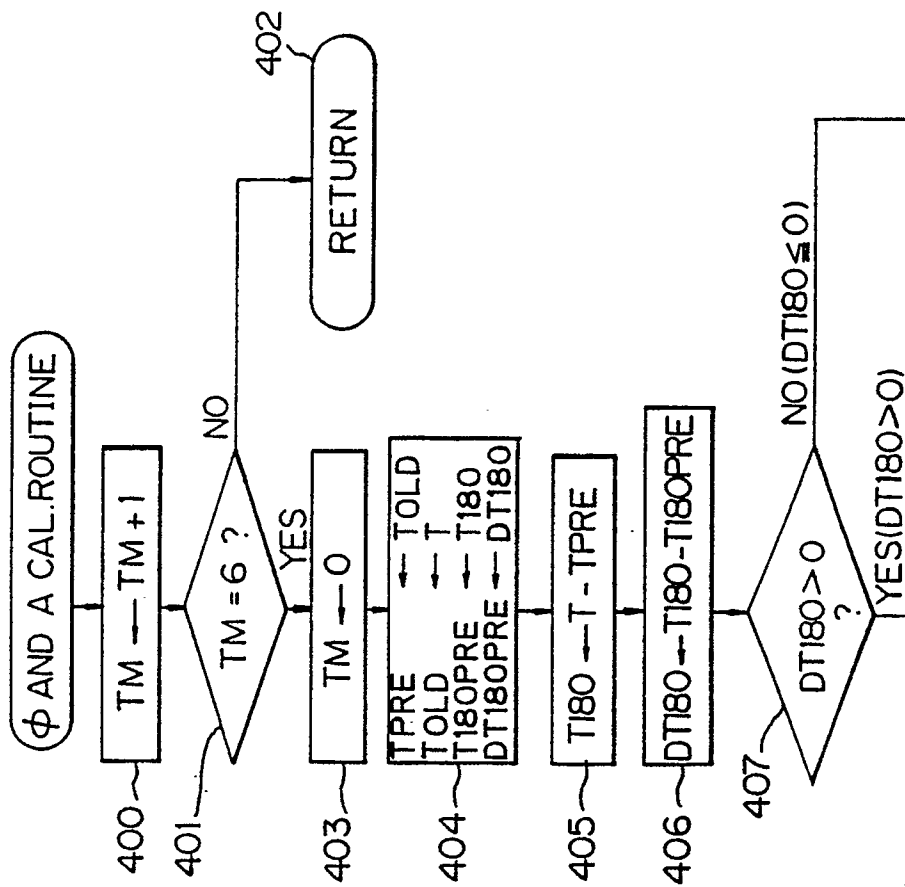 ϕ AND A CAL.ROUTINE
400
TM ← TM + 1
401
TM = 6 ?
NO
402
RETURN
YES
403
TM ← 0
404
TPRE ← TOLD
TOLD ← T
T180PRE ← T180
DT180PRE ← DT180
405
T180 ← T - TPRE
406
DT180 ← T180-T180PRE
407
DT180 > 0
?
NO (DT180 ≦ 0)
YES (DT180 > 0)